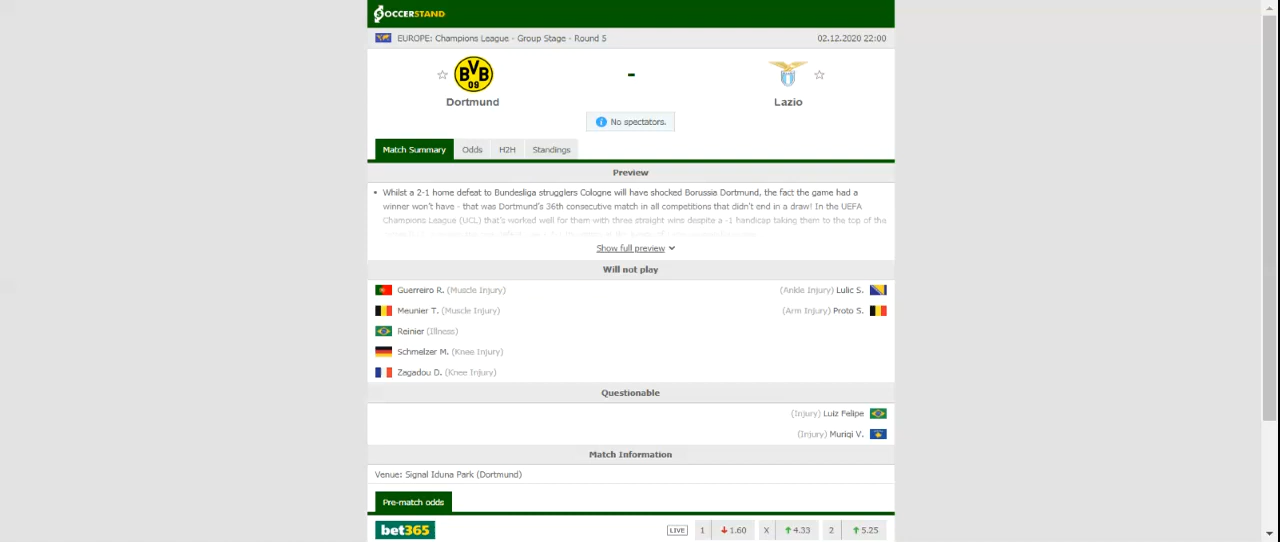 SOCCERSTAND
EUROPE: Champions League - Group Stage - Round 5
02.12.2020 22:00
BVB
09
-
Dortmund
Lazio
No spectators.
Match Summary
Odds
H2H
Standings
Preview
• Whilst a 2-1 home defeat to Bundesliga strugglers Cologne will have shocked Borussia Dortmund, the fact the game had a
winner won't have - that was Dortmund's 36th consecutive match in all competitions that didn't end in a draw! In the UEFA
Champions League (UCL) that's worked well for them with three straight wins despite a -1 handicap taking them to the top of the
Show full preview
Will not play
Guerreiro R. (Muscle Injury)
(Ankle Injury) Lulic S.
Meunier T. (Muscle Injury)
(Arm Injury) Proto S.
Reinier (Illness)
Schmelzer M. (Knee Injury)
Zagadou D. (Knee Injury)
Questionable
(Injury) Luiz Felipe
(Injury) Muriqi V.
Match Information
Venue: Signal Iduna Park (Dortmund)
Pre-match odds
bet365
LIVE
1
1.60
X
4.33
2
5.25